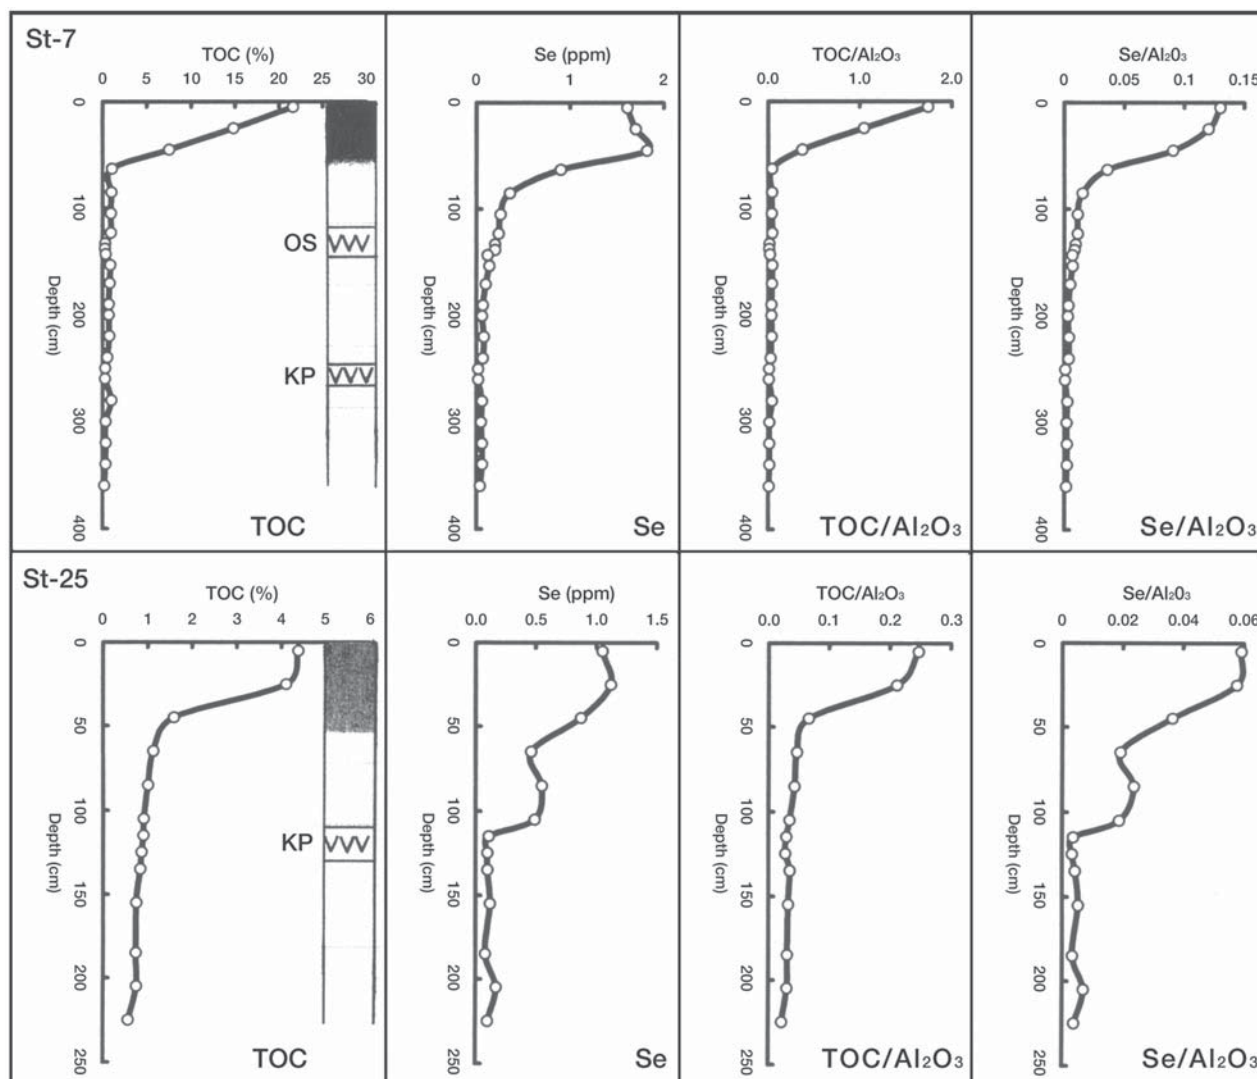 St-7
TOC (%)
0 5 10 15 20 25 30
0
100
200
300
400
Depth (cm)
OS
KP
TOC
Se (ppm)
0 1 2
0
100
200
300
400
Depth (cm)
Se
TOC/Al₂O₃
0.0 1.0 2.0
0
100
200
300
400
Depth (cm)
TOC/Al₂O₃
Se/Al₂0₃
0 0.05 0.10 0.15
0
100
200
300
400
Depth (cm)
Se/Al₂O₃
St-25
TOC (%)
0 1 2 3 4 5 6
0
50
100
150
200
250
Depth (cm)
KP
TOC
Se (ppm)
0.0 0.5 1.0 1.5
0
50
100
150
200
250
Depth (cm)
Se
TOC/Al₂O₃
0.0 0.1 0.2 0.3
0
50
100
150
200
250
Depth (cm)
TOC/Al₂O₃
Se/Al₂0₃
0 0.02 0.04 0.06
0
50
100
150
200
250
Depth (cm)
Se/Al₂O₃